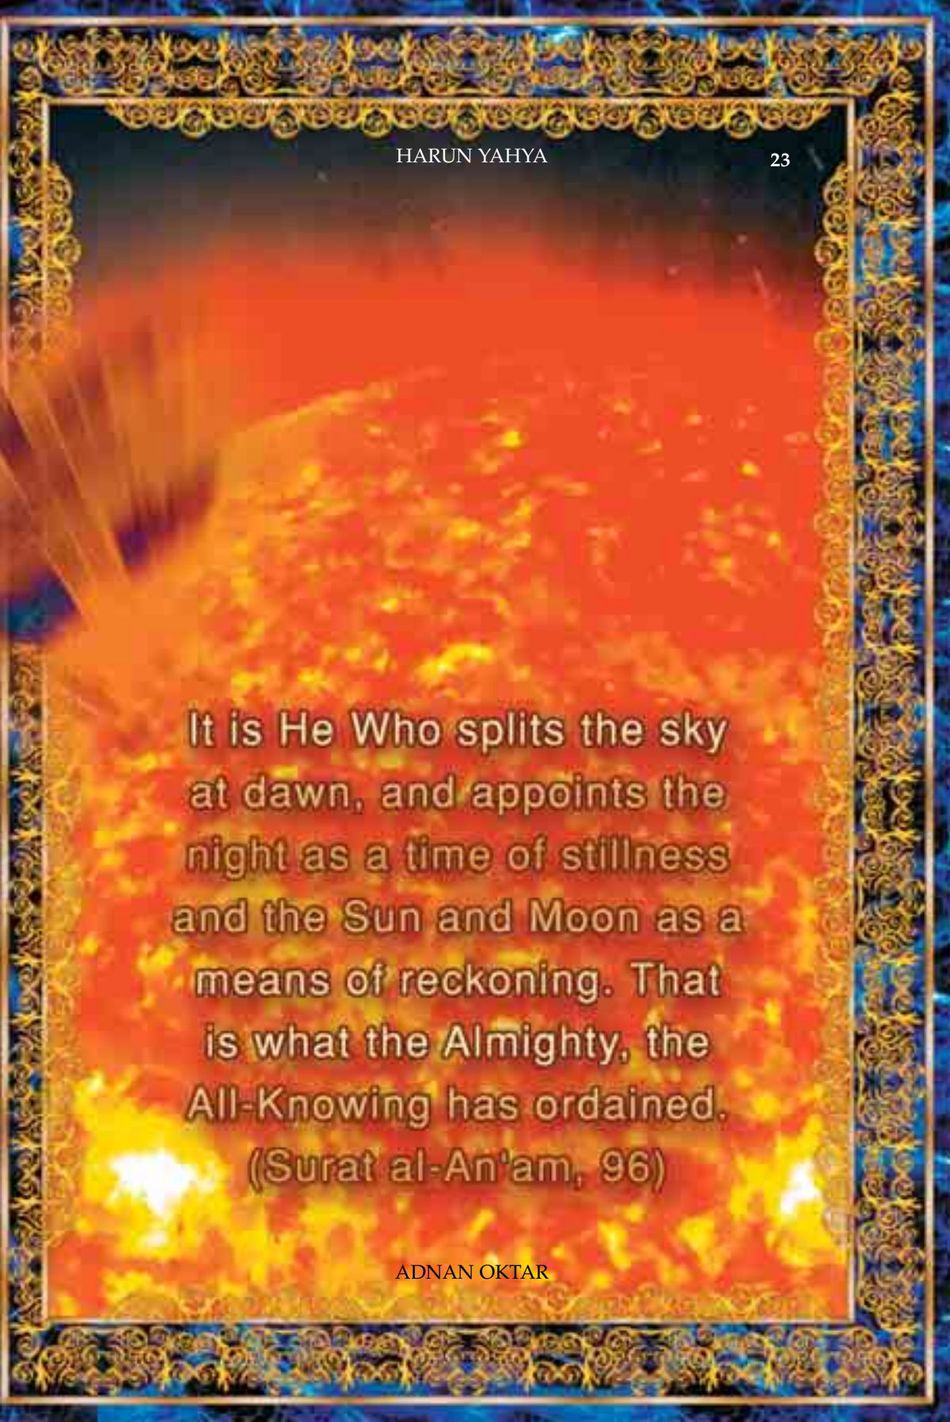 HARUN YAHYA
23
It is He Who splits the sky
at dawn, and appoints the
night as a time of stillness
and the Sun and Moon as a
means of reckoning. That
is what the Almighty, the
All-Knowing has ordained.
(Surat al-An'am, 96)
ADNAN OKTAR